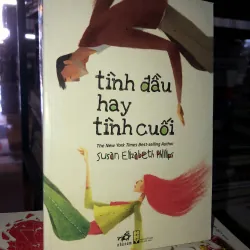 tình đầu
hay
tình cuối
The New York Times Best-selling Author
Susan Elizabeth Phillips